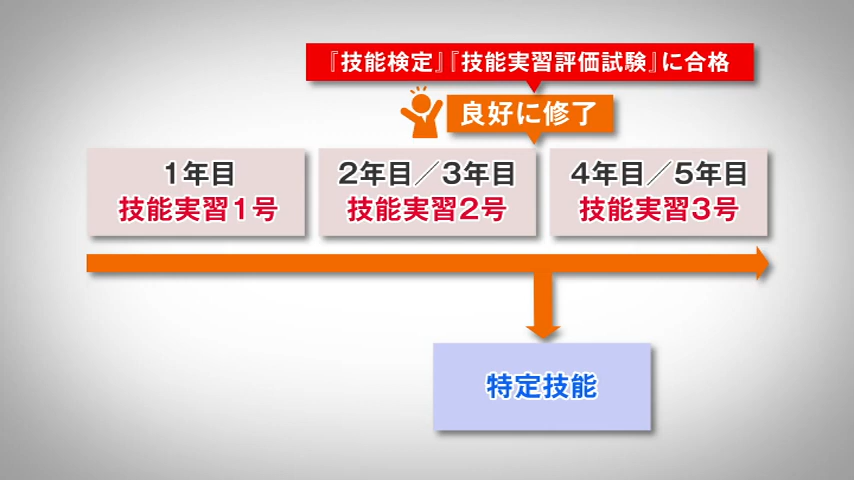 『技能検定』『技能実習評価試験』に合格
良好に修了
1年目
技能実習1号
2年目／3年目
技能実習2号
4年目／5年目
技能実習3号
特定技能